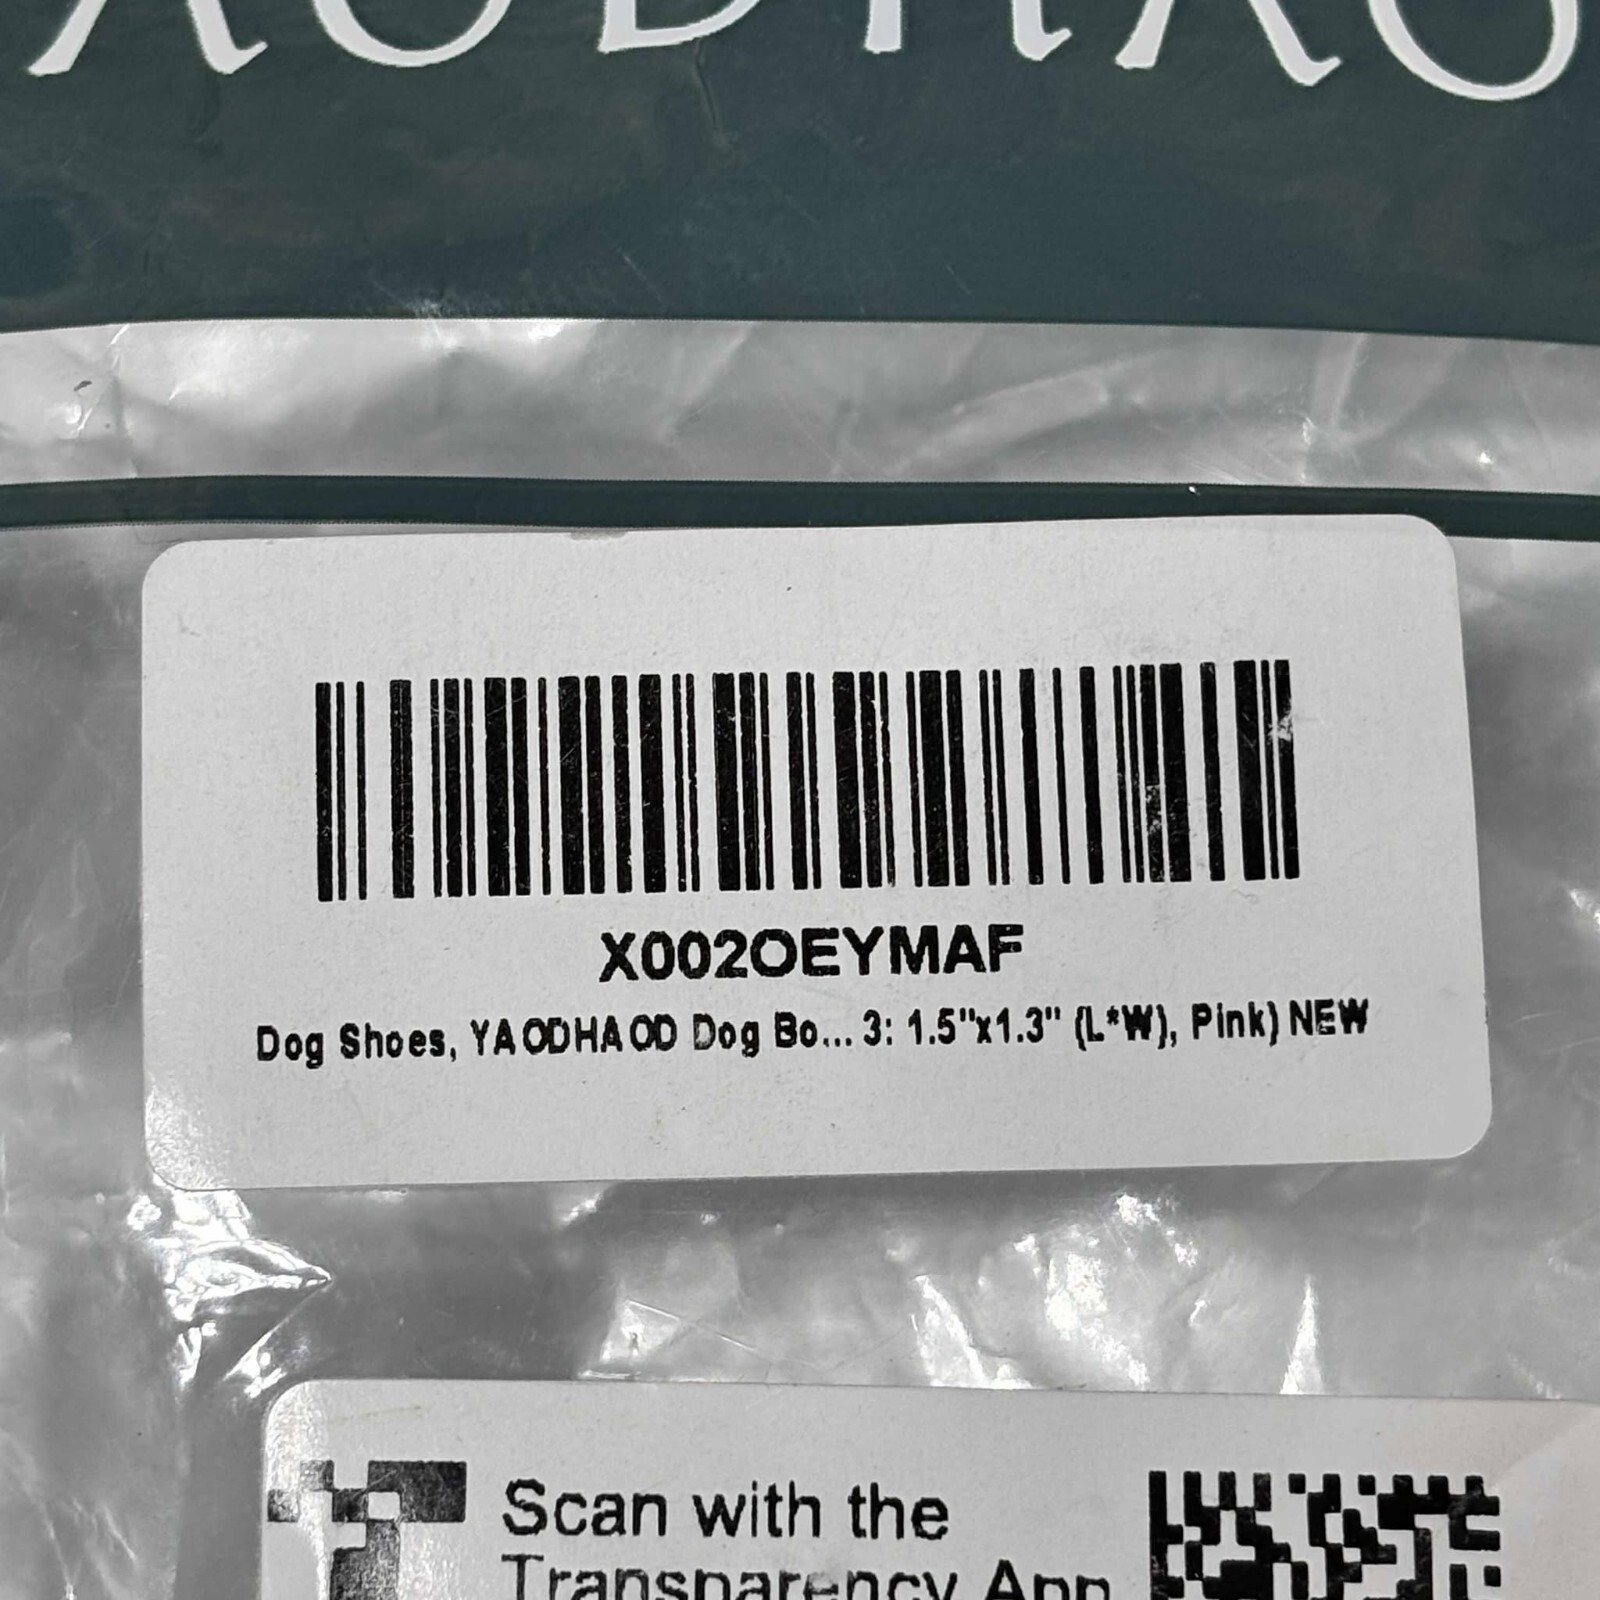 X002OEYMAF
Dog Shoes, YAODHAOD Dog Bo... 3: 1.5"x1.3" (L*W), Pink) NEW
Scan with the
Transparency App